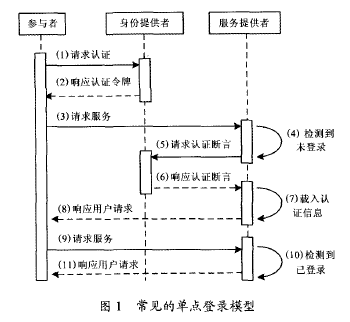 参与者 身份提供者 服务提供者
(1) 请求认证
(2) 响应认证令牌
(3) 请求服务
(4) 检测到
未登录
(5) 请求认证断言
(6) 响应认证断言
(7) 载入认
证信息
(8) 响应用户请求
(9) 请求服务
(10) 检测到
已登录
(11) 响应用户请求
图 1 常见的单点登录模型